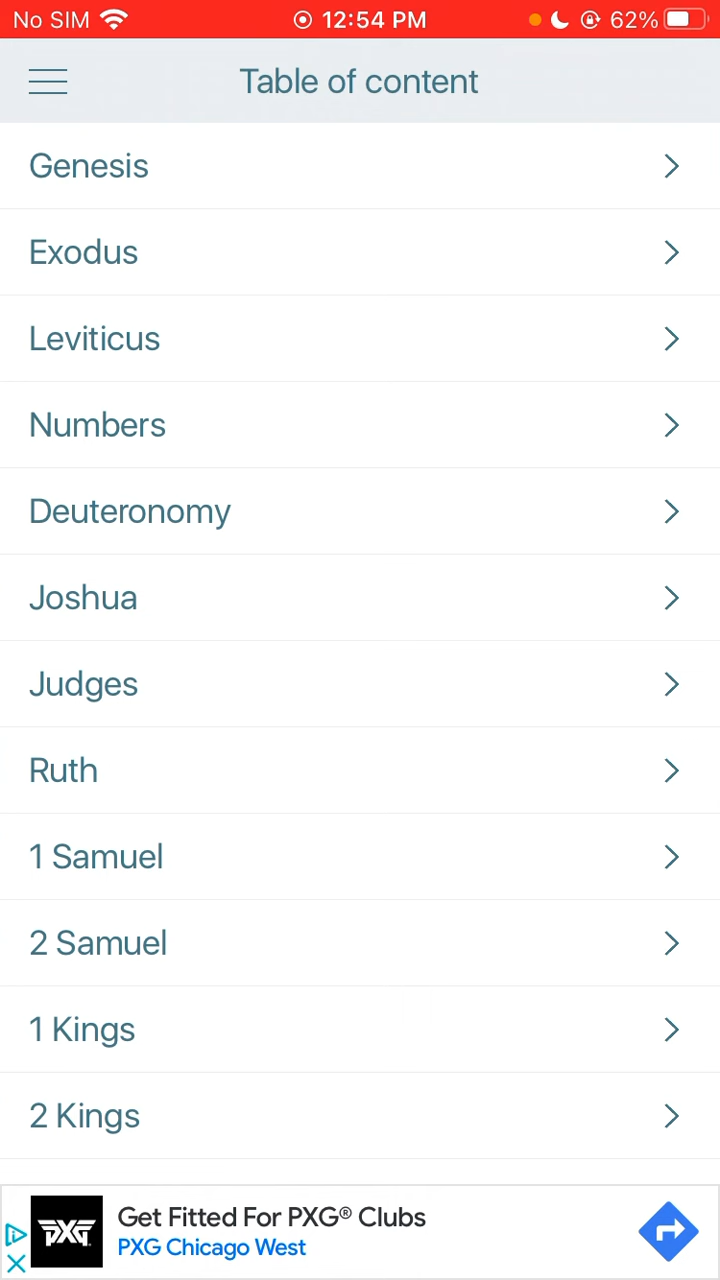 No SIM 12:54 PM 62%
Table of content
Genesis
Exodus
Leviticus
Numbers
Deuteronomy
Joshua
Judges
Ruth
1 Samuel
2 Samuel
1 Kings
2 Kings
PXG
Get Fitted For PXG® Clubs
PXG Chicago West